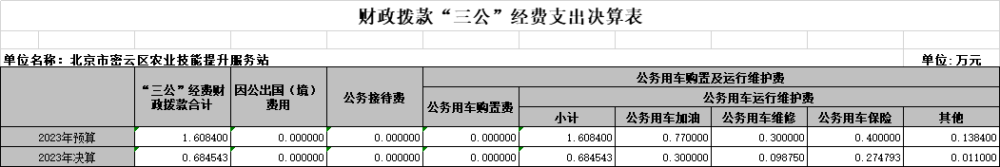 财政拨款“三公”经费支出决算表
单位名称：北京市密云区农业技能提升服务站 单位:万元
“三公”经费财政拨款合计 因公出国（境）费用 公务接待费 公务用车购置及运行维护费
公务用车购置费 公务用车运行维护费
小计 公务用车加油 公务用车维修 公务用车保险 其他
2023年预算 1.608400 0.000000 0.000000 0.000000 1.608400 0.770000 0.300000 0.400000 0.138400
2023年决算 0.684543 0.000000 0.000000 0.000000 0.684543 0.300000 0.098750 0.274793 0.011000